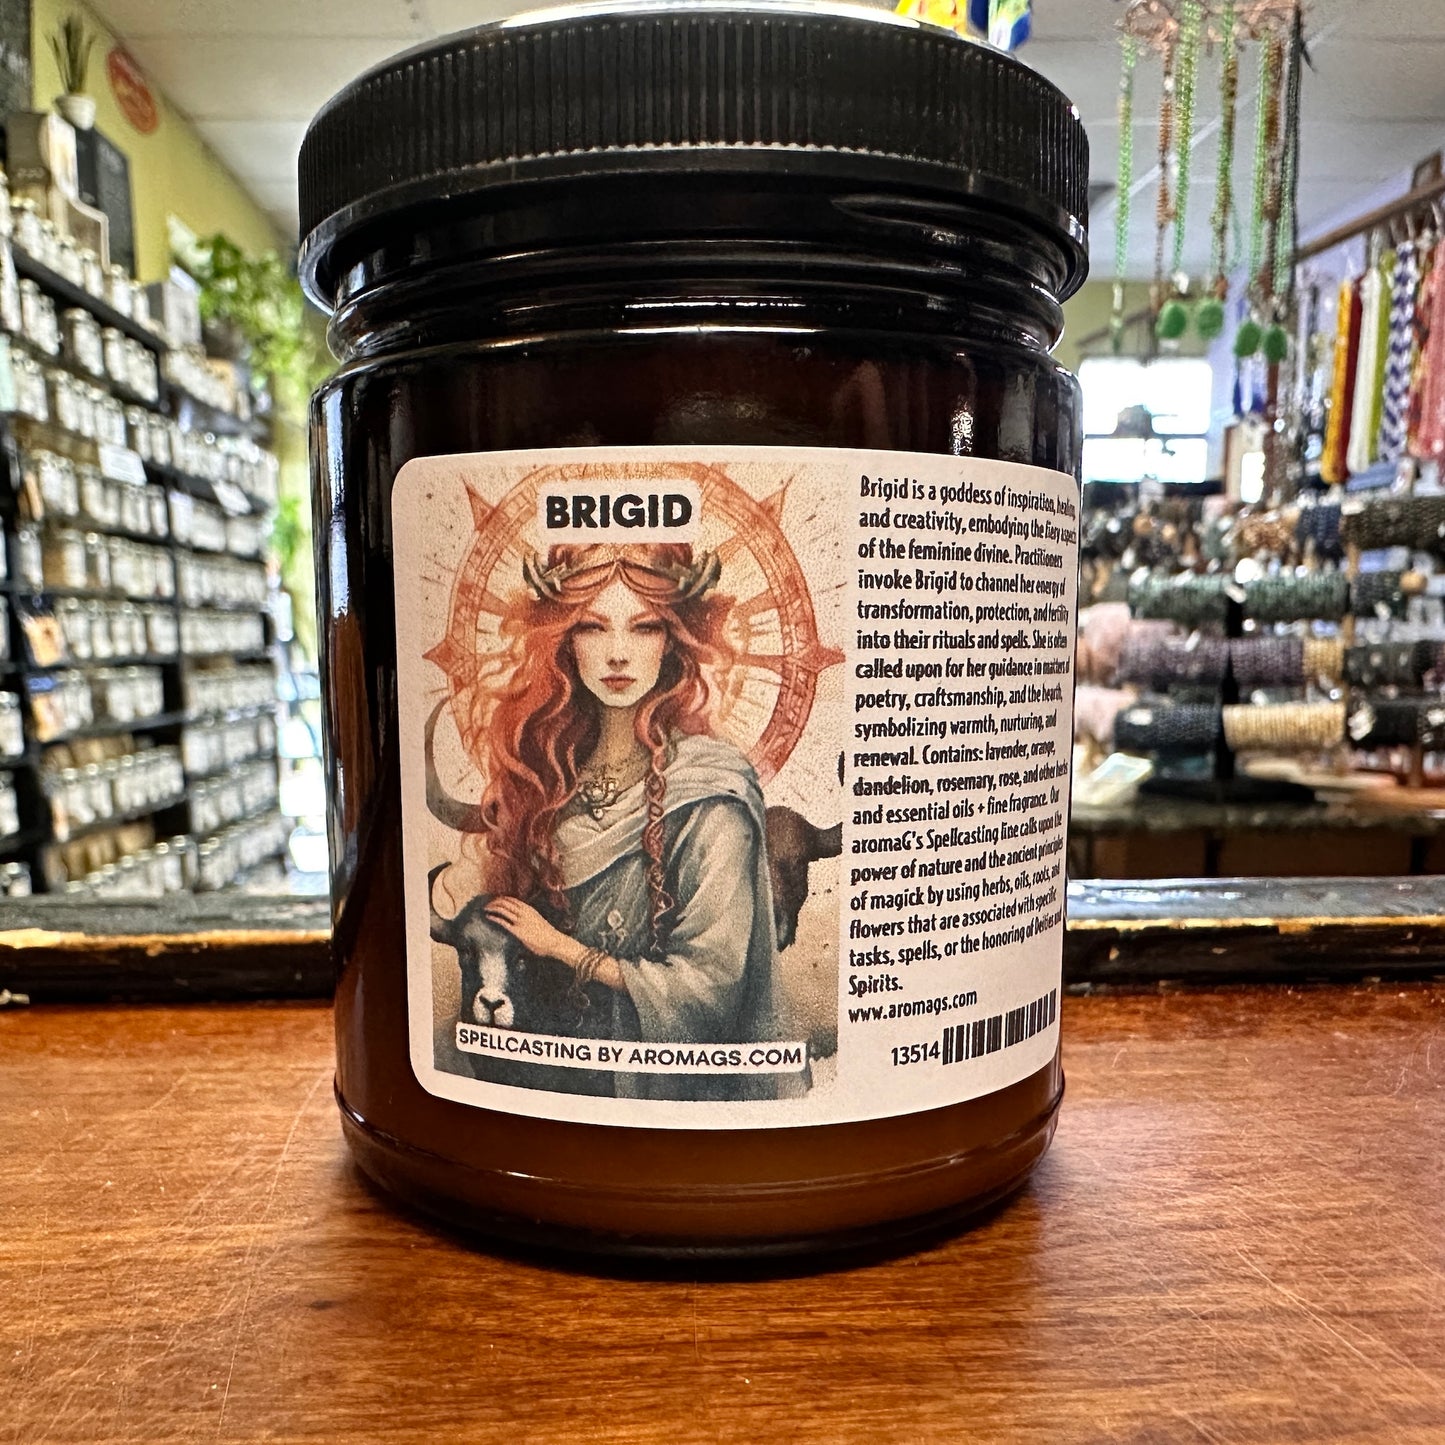 BRIGID
SPELLCASTING BY AROMAGS.COM
Brigid is a goddess of inspiration, healing,
and creativity, embodying the fiery aspects
of the feminine divine. Practitioners
invoke Brigid to channel her energy of
transformation, protection, and fertility
into their rituals and spells. She is often
called upon for her guidance in matters of
poetry, craftsmanship, and the hearth,
symbolizing warmth, nurturing, and
renewal. Contains: lavender, orange,
dandelion, rosemary, rose, and other herbs
and essential oils + fine fragrance. Our
aromaG's Spellcasting line calls upon the
power of nature and the ancient principles
of magick by using herbs, oils, roots, and
flowers that are associated with specific
tasks, spells, or the honoring of Deities and
Spirits.
www.aromags.com
13514